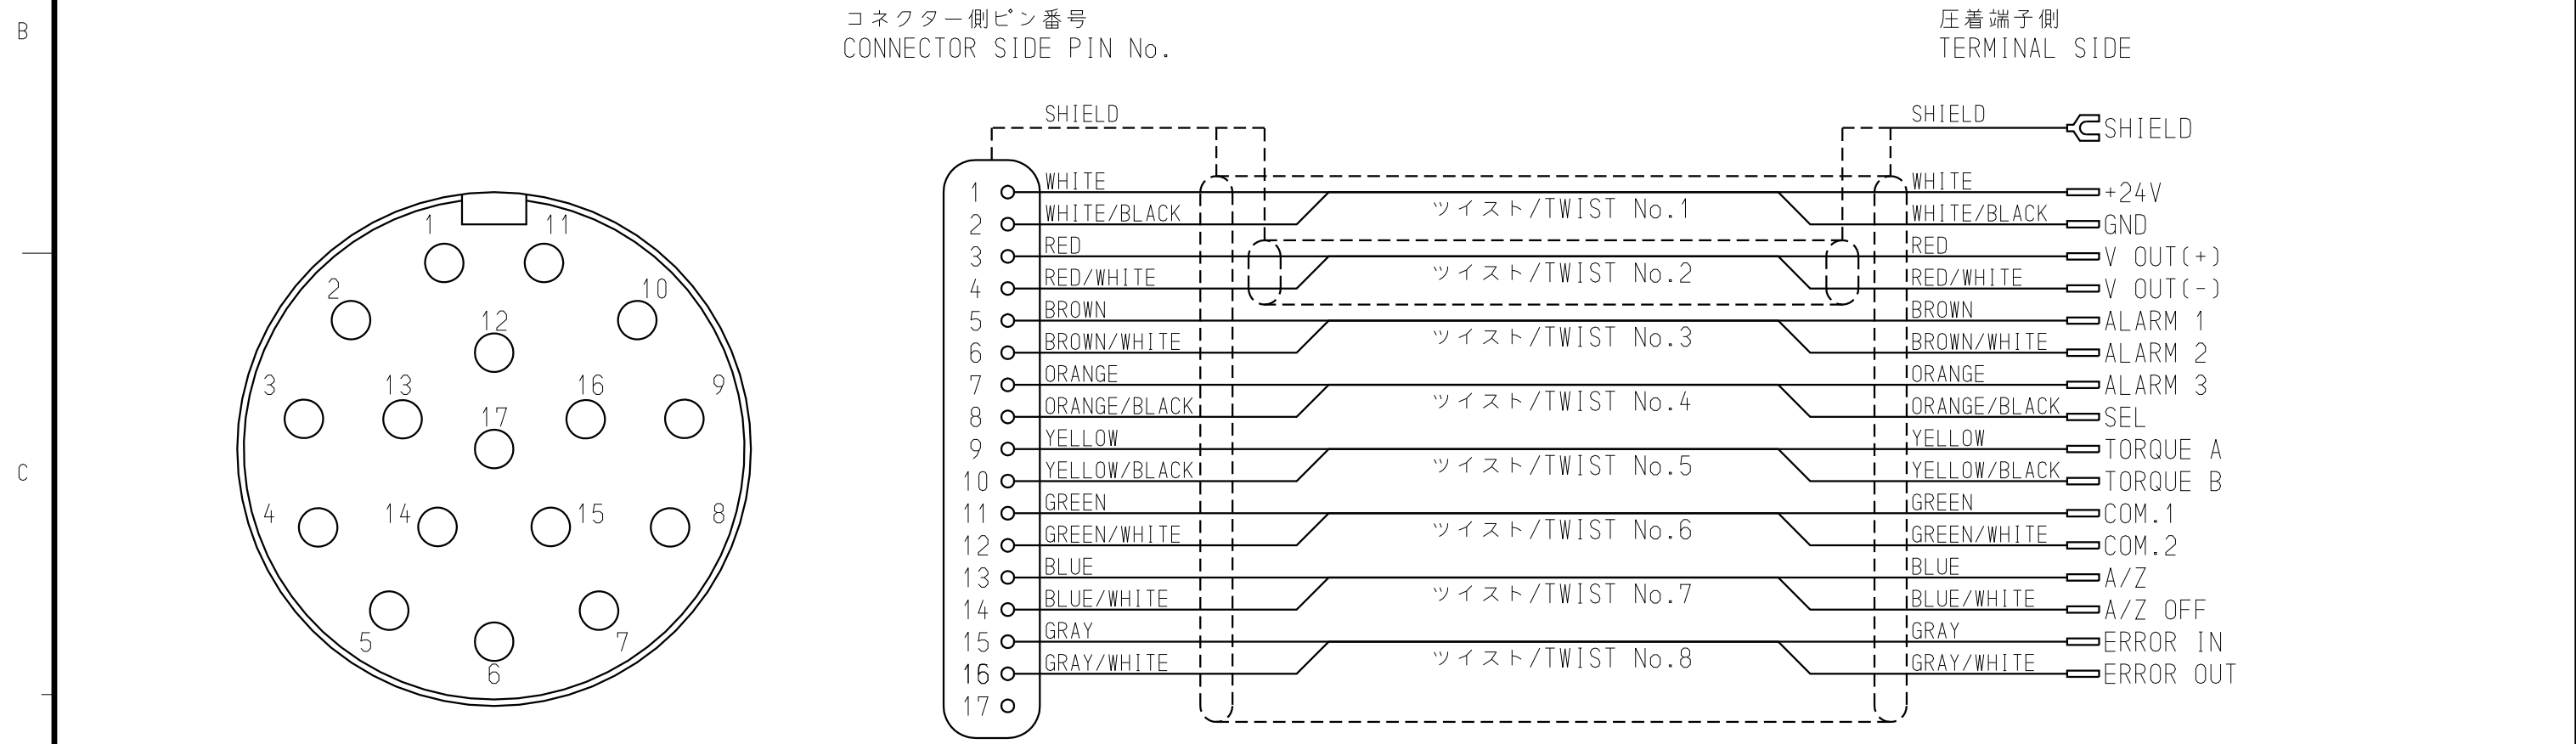 B
コネクター側ピン番号
CONNECTOR SIDE PIN No.
圧着端子側
TERMINAL SIDE
SHIELD
SHIELD
SHIELD
1 WHITE ツイスト/TWIST No.1 WHITE +24V
2 WHITE/BLACK WHITE/BLACK GND
3 RED ツイスト/TWIST No.2 RED V OUT(+)
4 RED/WHITE RED/WHITE V OUT(-)
5 BROWN ツイスト/TWIST No.3 BROWN ALARM 1
6 BROWN/WHITE BROWN/WHITE ALARM 2
7 ORANGE ツイスト/TWIST No.4 ORANGE ALARM 3
8 ORANGE/BLACK ORANGE/BLACK SEL
9 YELLOW ツイスト/TWIST No.5 YELLOW TORQUE A
10 YELLOW/BLACK YELLOW/BLACK TORQUE B
11 GREEN ツイスト/TWIST No.6 GREEN COM.1
12 GREEN/WHITE GREEN/WHITE COM.2
13 BLUE ツイスト/TWIST No.7 BLUE A/Z
14 BLUE/WHITE BLUE/WHITE A/Z OFF
15 GRAY ツイスト/TWIST No.8 GRAY ERROR IN
16 GRAY/WHITE GRAY/WHITE ERROR OUT
17
1 11
2 10
12
3 13 16 9
17
4 14 15 8
5 7
6
C